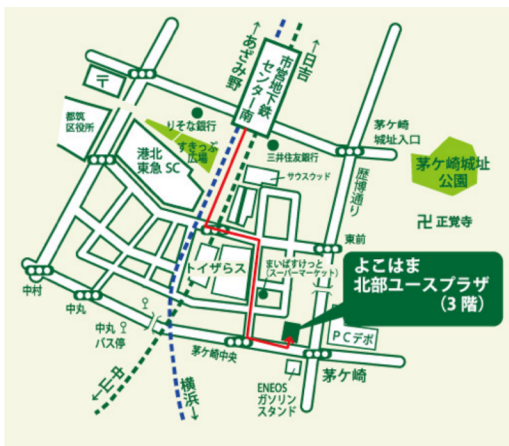 ←あざみ野
市営地下鉄
センター南
←日吉
〒
都筑
区役所
りそな銀行
すきっぷ
広場
港北
東急SC
三井住友銀行
サウスウッド
茅ケ崎
城址入口
歴博通り
茅ケ崎城址
公園
卍 正覚寺
東前
トイザらス
まいばすけっと
(スーパーマーケット)
よこはま
北部ユースプラザ
(3階)
中村
中丸
中丸
バス停
茅ケ崎中央
PCデポ
茅ケ崎
ENEOS
ガソリン
スタンド
中山→
横浜→